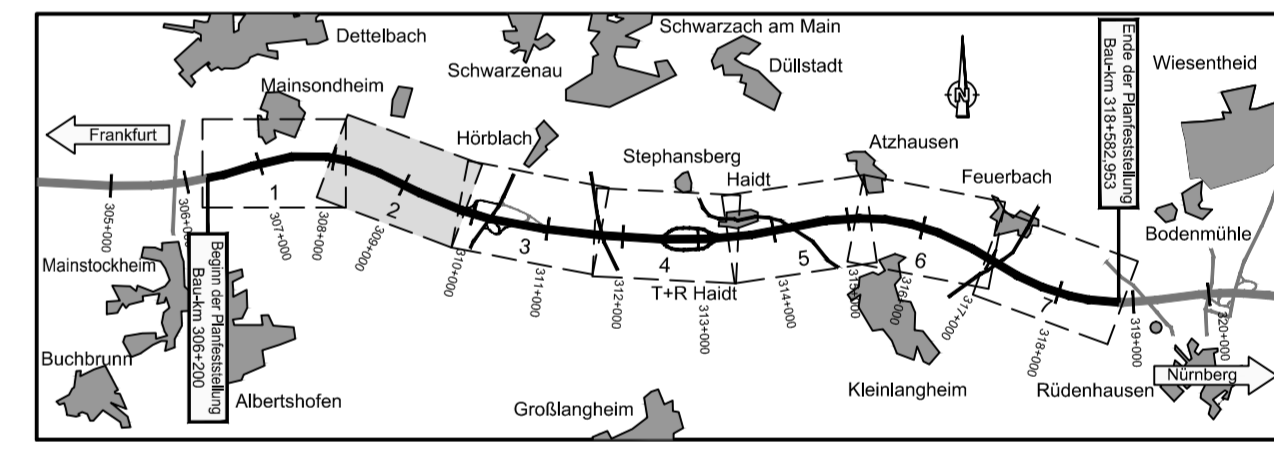 Dettelbach
Schwarzach am Main
Schwarzenau
Düllstadt
Wiesentheid
Mainsondheim
Frankfurt
N
Hörblach
Stephansberg
Haidt
Atzhausen
Feuerbach
Ende der Planfeststellung
Bau-km 318+582,953
Bodenmühle
1
2
3
4
5
6
7
305+000
306+0
307+000
308+000
309+000
310+000
311+000
312+000
313+000
314+000
315+000
316+000
317+000
318+000
319+000
320+000
T+R Haidt
Mainstockheim
Beginn der Planfeststellung
Bau-km 306+200
Buchbrunn
Albertshofen
Großlangheim
Kleinlangheim
Rüdenhausen
Nürnberg